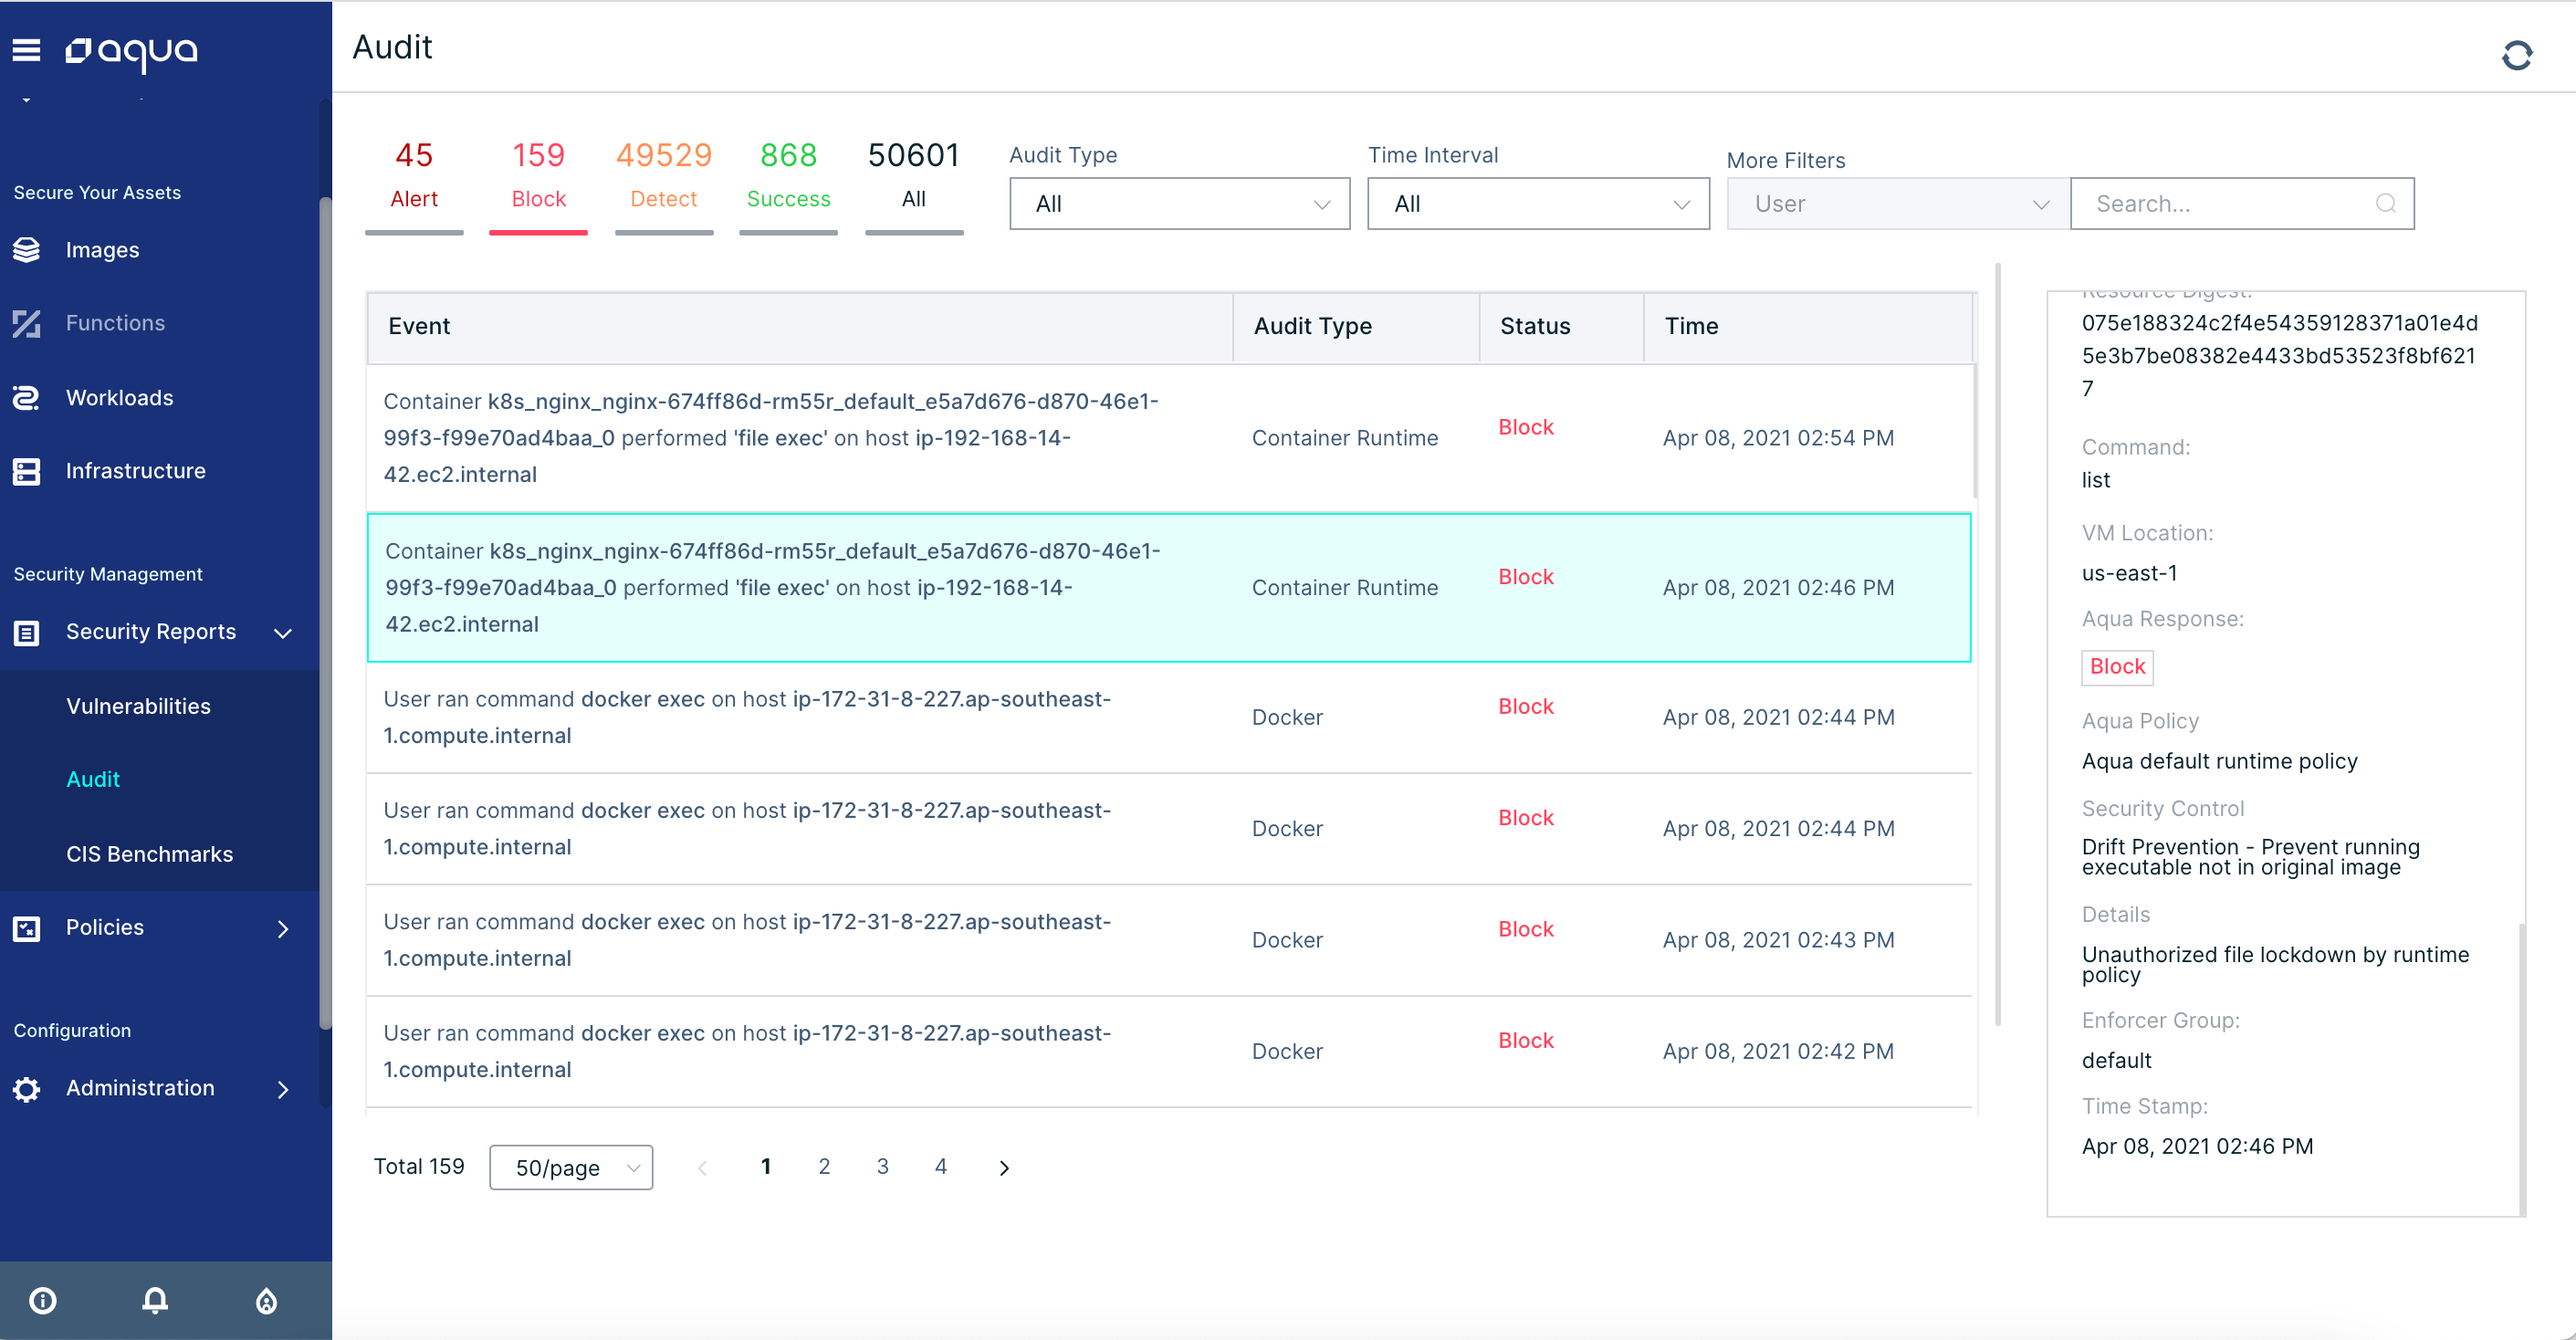 aqua
Audit
Secure Your Assets
Images
Functions
Workloads
Infrastructure
Security Management
Security Reports
Vulnerabilities
Audit
CIS Benchmarks
Policies
Configuration
Administration
45
Alert
159
Block
49529
Detect
868
Success
50601
All
Audit Type
All
Time Interval
All
More Filters
User
Search...
Event
Audit Type
Status
Time
Container k8s_nginx_nginx-674ff86d-rm55r_default_e5a7d676-d870-46e1-
99f3-f99e70ad4baa_0 performed 'file exec' on host ip-192-168-14-
42.ec2.internal
Container Runtime
Block
Apr 08, 2021 02:54 PM
Container k8s_nginx_nginx-674ff86d-rm55r_default_e5a7d676-d870-46e1-
99f3-f99e70ad4baa_0 performed 'file exec' on host ip-192-168-14-
42.ec2.internal
Container Runtime
Block
Apr 08, 2021 02:46 PM
User ran command docker exec on host ip-172-31-8-227.ap-southeast-
1.compute.internal
Docker
Block
Apr 08, 2021 02:44 PM
User ran command docker exec on host ip-172-31-8-227.ap-southeast-
1.compute.internal
Docker
Block
Apr 08, 2021 02:44 PM
User ran command docker exec on host ip-172-31-8-227.ap-southeast-
1.compute.internal
Docker
Block
Apr 08, 2021 02:43 PM
User ran command docker exec on host ip-172-31-8-227.ap-southeast-
1.compute.internal
Docker
Block
Apr 08, 2021 02:42 PM
Total 159
50/page
1
2
3
4
Resource Digest:
075e188324c2f4e54359128371a01e4d
5e3b7be08382e4433bd53523f8bf621
7
Command:
list
VM Location:
us-east-1
Aqua Response:
Block
Aqua Policy
Aqua default runtime policy
Security Control
Drift Prevention - Prevent running
executable not in original image
Details
Unauthorized file lockdown by runtime
policy
Enforcer Group:
default
Time Stamp:
Apr 08, 2021 02:46 PM